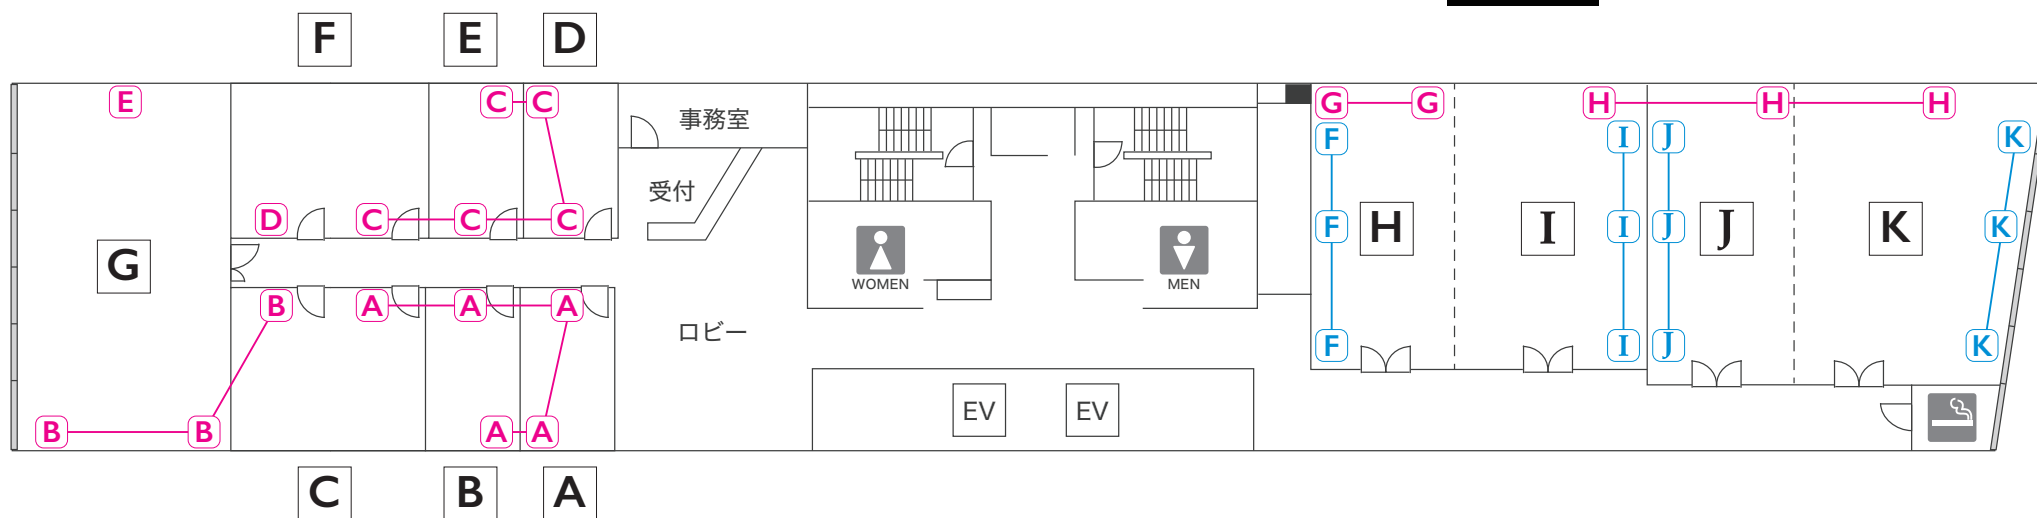 F E D
E C C G G H H H
事務室
F I J K
受付
D C C C F I J K
G H I J K
WOMEN MEN
B A A A
ロビー
F I J K
EV EV
B B A A
C B A